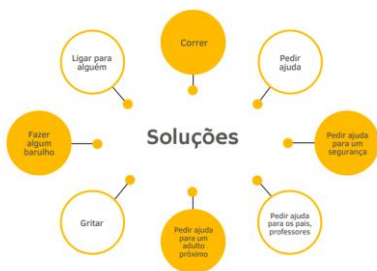 Correr
Ligar para
alguém
Pedir
ajuda
Fazer
algum
barulho
Soluções
Pedir ajuda
para um
segurança
Gritar
Pedir ajuda
para um
adulto
próximo
Pedir ajuda
para os pais,
professores